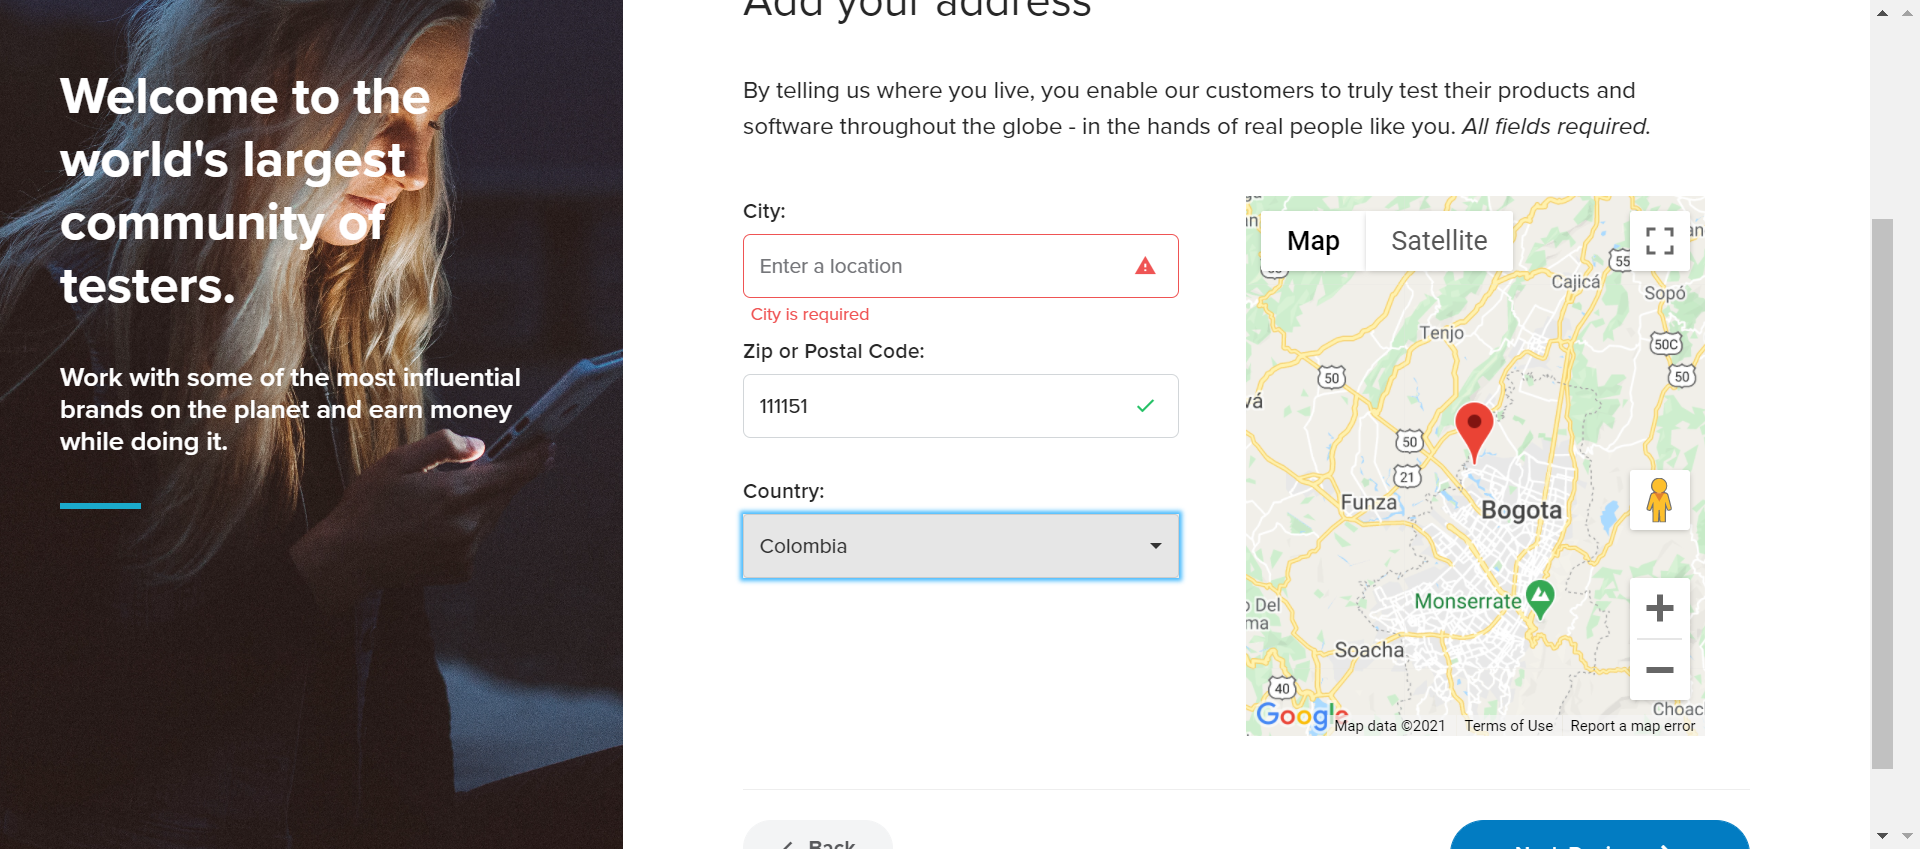 Add your address
Welcome to the
world's largest
community of
testers.
Work with some of the most influential
brands on the planet and earn money
while doing it.
By telling us where you live, you enable our customers to truly test their products and
software throughout the globe - in the hands of real people like you. All fields required.
City:
Enter a location
City is required
Zip or Postal Code:
111151
Country:
Colombia
Map
Satellite
55
Cajicá
Sopó
Tenjo
50C
50
50
vá
50
21
Funza
Bogota
Monserrate
Del
ma
Soacha
40
Choac
Google
Map data ©2021
Terms of Use
Report a map error
Back